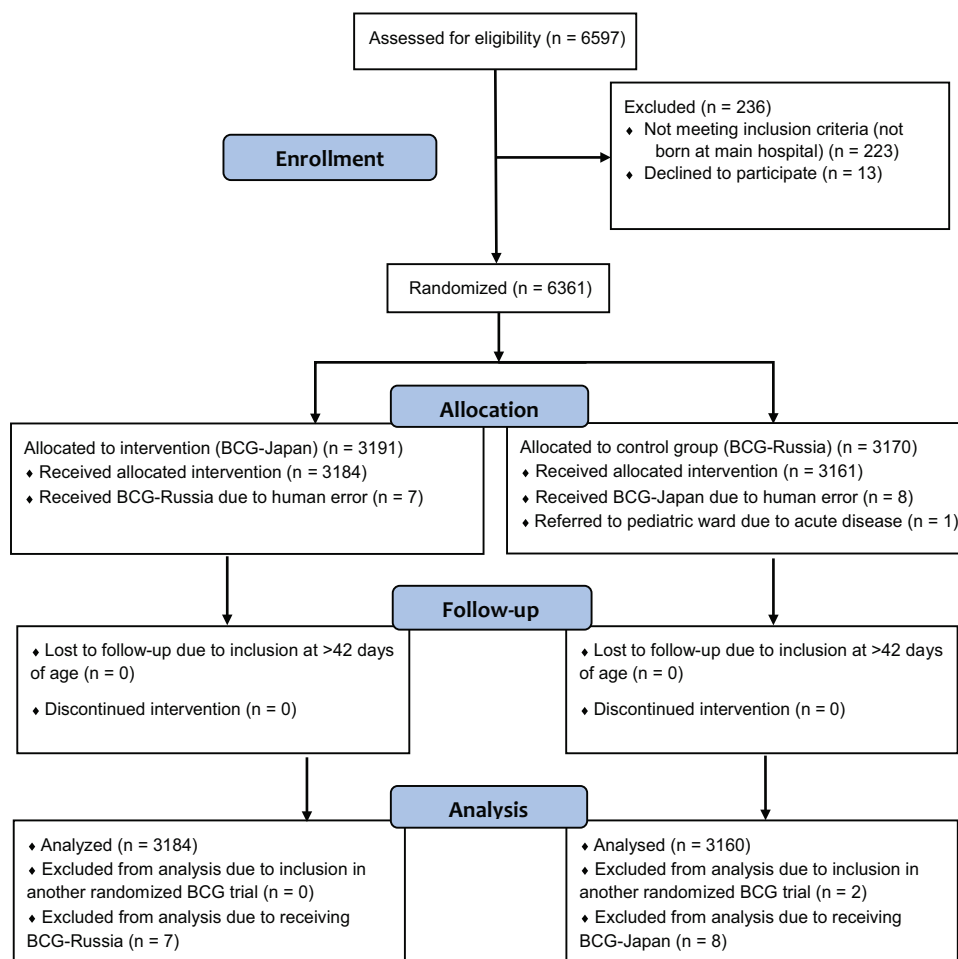 Assessed for eligibility (n = 6597)
Excluded (n = 236)
♦ Not meeting inclusion criteria (not
born at main hospital) (n = 223)
♦ Declined to participate (n = 13)
Enrollment
Randomized (n = 6361)
Allocation
Allocated to intervention (BCG-Japan) (n = 3191)
♦ Received allocated intervention (n = 3184)
♦ Received BCG-Russia due to human error (n = 7)
Allocated to control group (BCG-Russia) (n = 3170)
♦ Received allocated intervention (n = 3161)
♦ Received BCG-Japan due to human error (n = 8)
♦ Referred to pediatric ward due to acute disease (n = 1)
Follow-up
♦ Lost to follow-up due to inclusion at >42 days
of age (n = 0)
♦ Discontinued intervention (n = 0)
♦ Lost to follow-up due to inclusion at >42 days
of age (n = 0)
♦ Discontinued intervention (n = 0)
Analysis
♦ Analyzed (n = 3184)
♦ Excluded from analysis due to inclusion in
another randomized BCG trial (n = 0)
♦ Excluded from analysis due to receiving
BCG-Russia (n = 7)
♦ Analysed (n = 3160)
♦ Excluded from analysis due to inclusion in
another randomized BCG trial (n = 2)
♦ Excluded from analysis due to receiving
BCG-Japan (n = 8)